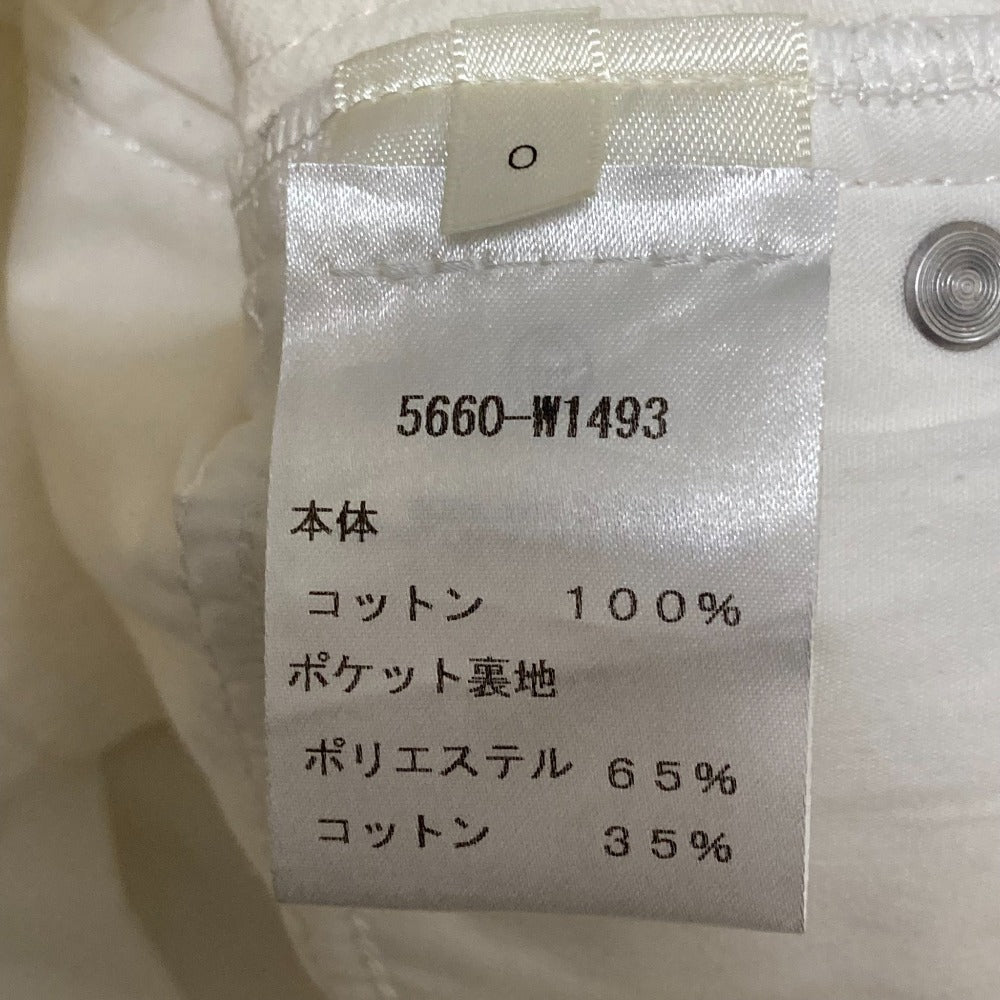 0
5660-W1493
本体
コットン　１００％
ポケット裏地
ポリエステル　６５％
コットン　３５％